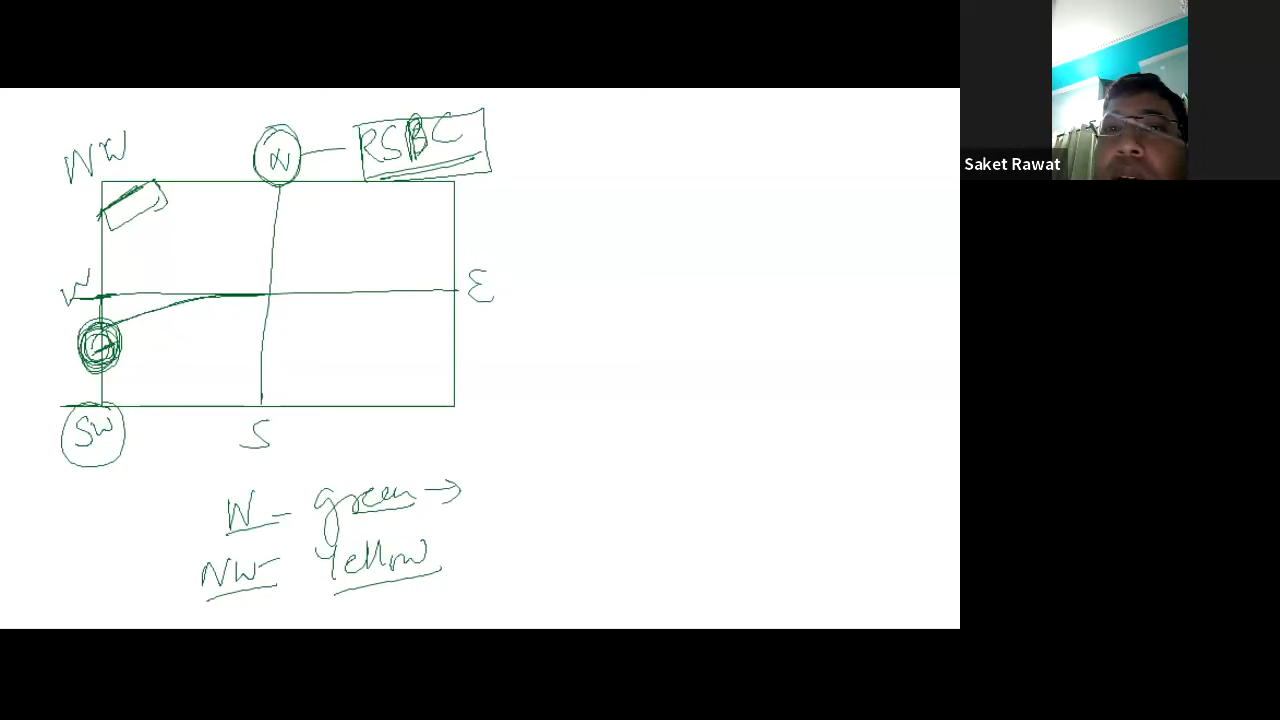 NW
N
RSBC
W
E
SW
S
N - green →
NW - Yellow
Saket Rawat